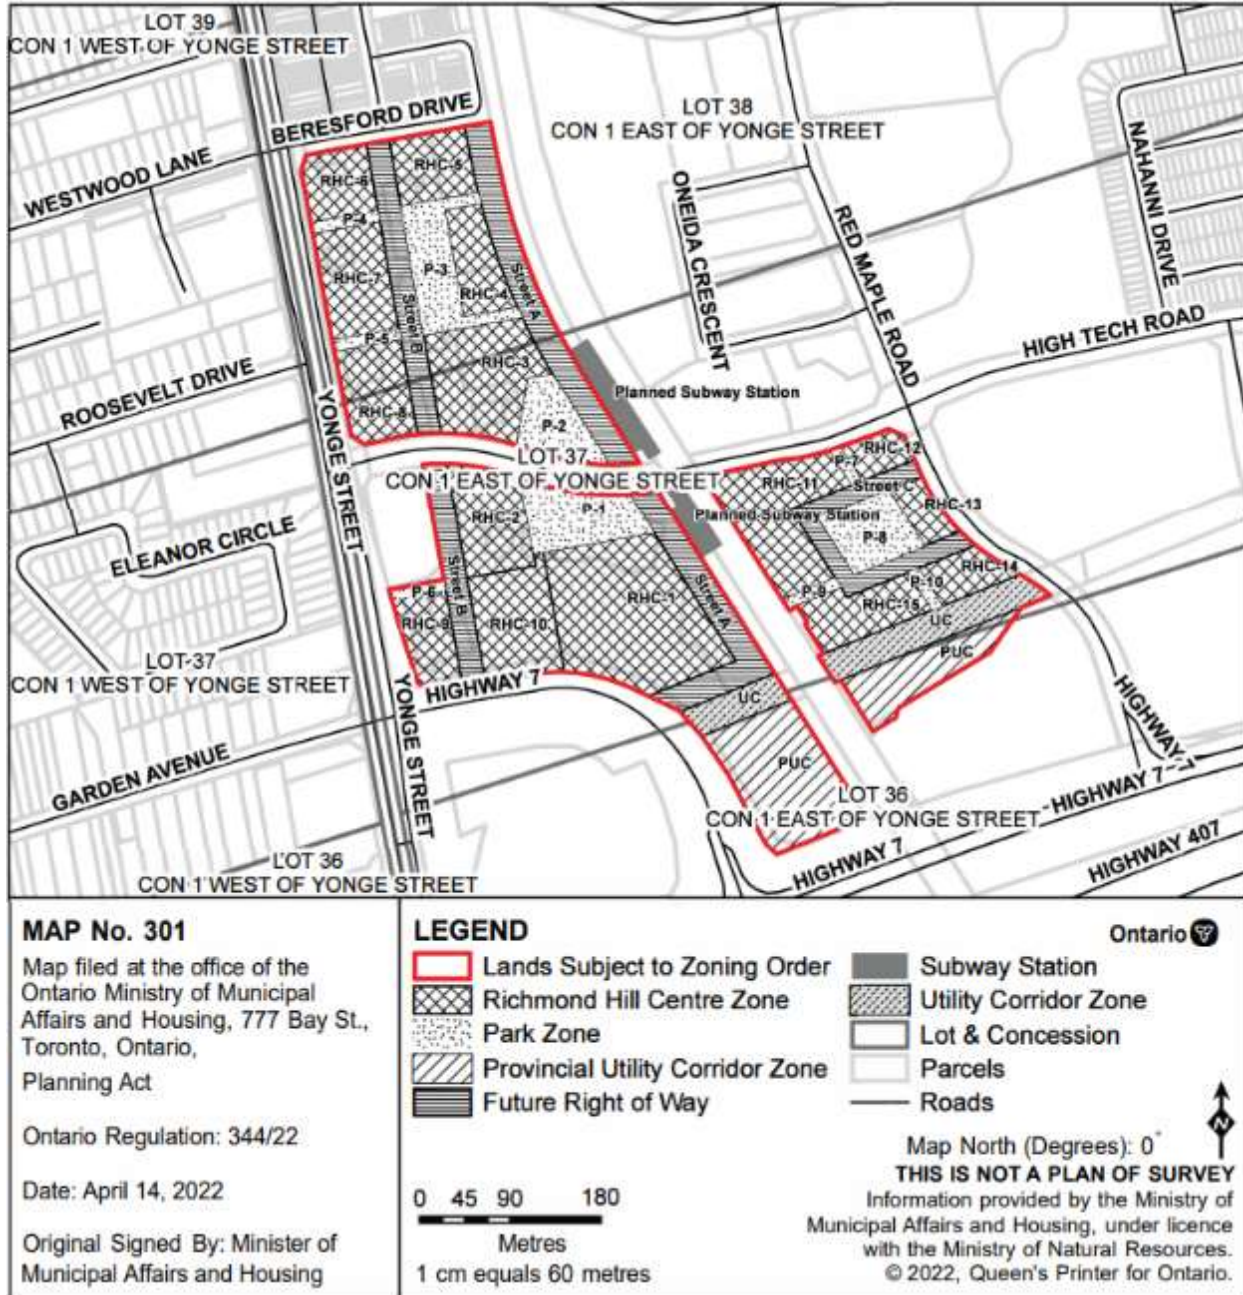 LOT 39
CON 1 WEST OF YONGE STREET
BERESFORD DRIVE
WESTWOOD LANE
LOT 38
CON 1 EAST OF YONGE STREET
NAHANNI DRIVE
ONEIDA CRESCENT
RED MAPLE ROAD
RHC-6
RHC-5
P-4
P-3
RHC-7
RHC-4
Street A
Street B
P-5
RHC-3
HIGH TECH ROAD
ROOSEVELT DRIVE
YONGE STREET
Planned Subway Station
RHC-8
P-2
LOT 37
CON 1 EAST OF YONGE STREET
P-7
RHC-12
RHC-11
Street C
RHC-13
RHC-2
P-1
Planned Subway Station
P-8
ELEANOR CIRCLE
Street B
P-6
RHC-9
RHC-10
RHC-1
Street A
P-9
P-10
RHC-14
RHC-15
UC
PUC
LOT 37
CON 1 WEST OF YONGE STREET
YONGE STREET
HIGHWAY 7
UC
PUC
HIGHWAY 7
GARDEN AVENUE
LOT 36
CON 1 EAST OF YONGE STREET
HIGHWAY 7
HIGHWAY 7
HIGHWAY 407
LOT 36
CON 1 WEST OF YONGE STREET
MAP No. 301
Map filed at the office of the
Ontario Ministry of Municipal
Affairs and Housing, 777 Bay St.,
Toronto, Ontario,
Planning Act
Ontario Regulation: 344/22
Date: April 14, 2022
Original Signed By: Minister of
Municipal Affairs and Housing
LEGEND
Lands Subject to Zoning Order
Richmond Hill Centre Zone
Park Zone
Provincial Utility Corridor Zone
Future Right of Way
Ontario
Subway Station
Utility Corridor Zone
Lot & Concession
Parcels
Roads
N
0 45 90 180
Metres
1 cm equals 60 metres
Map North (Degrees): 0°
THIS IS NOT A PLAN OF SURVEY
Information provided by the Ministry of
Municipal Affairs and Housing, under licence
with the Ministry of Natural Resources.
© 2022, Queen's Printer for Ontario.